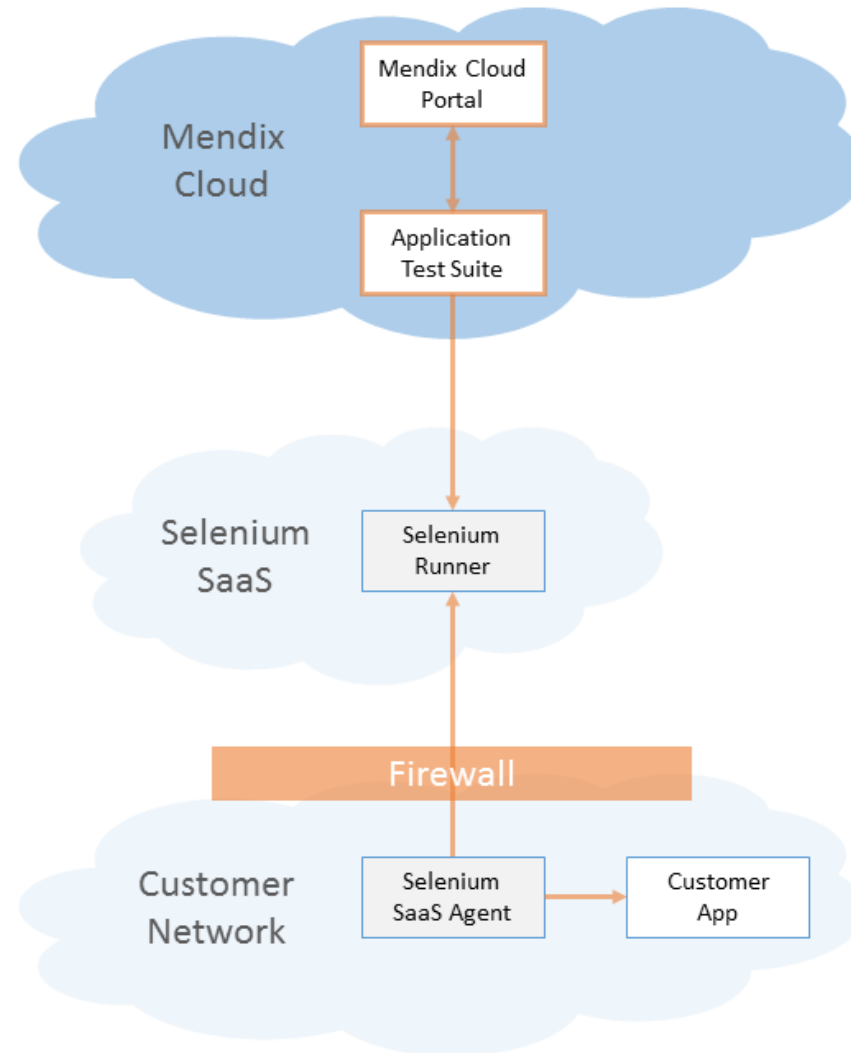 Mendix Cloud
Portal
Mendix
Cloud
Application
Test Suite
Selenium
SaaS
Selenium
Runner
Firewall
Customer
Network
Selenium
SaaS Agent
Customer
App